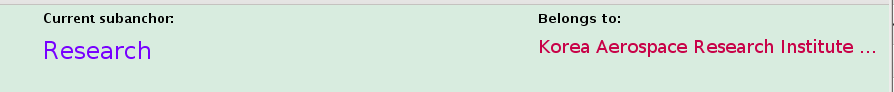 Current subanchor:
Belongs to:
Research
Korea Aerospace Research Institute ...